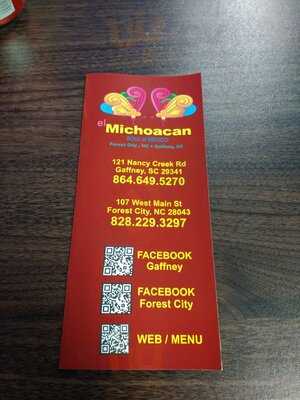 el
Michoacan
Forest City, NC • Gaffney, SC
121 Nancy Creek Rd
Gaffney, SC 29341
864.649.5270
107 West Main St
Forest City, NC 28043
828.229.3297
FACEBOOK
Gaffney
FACEBOOK
Forest City
WEB / MENU